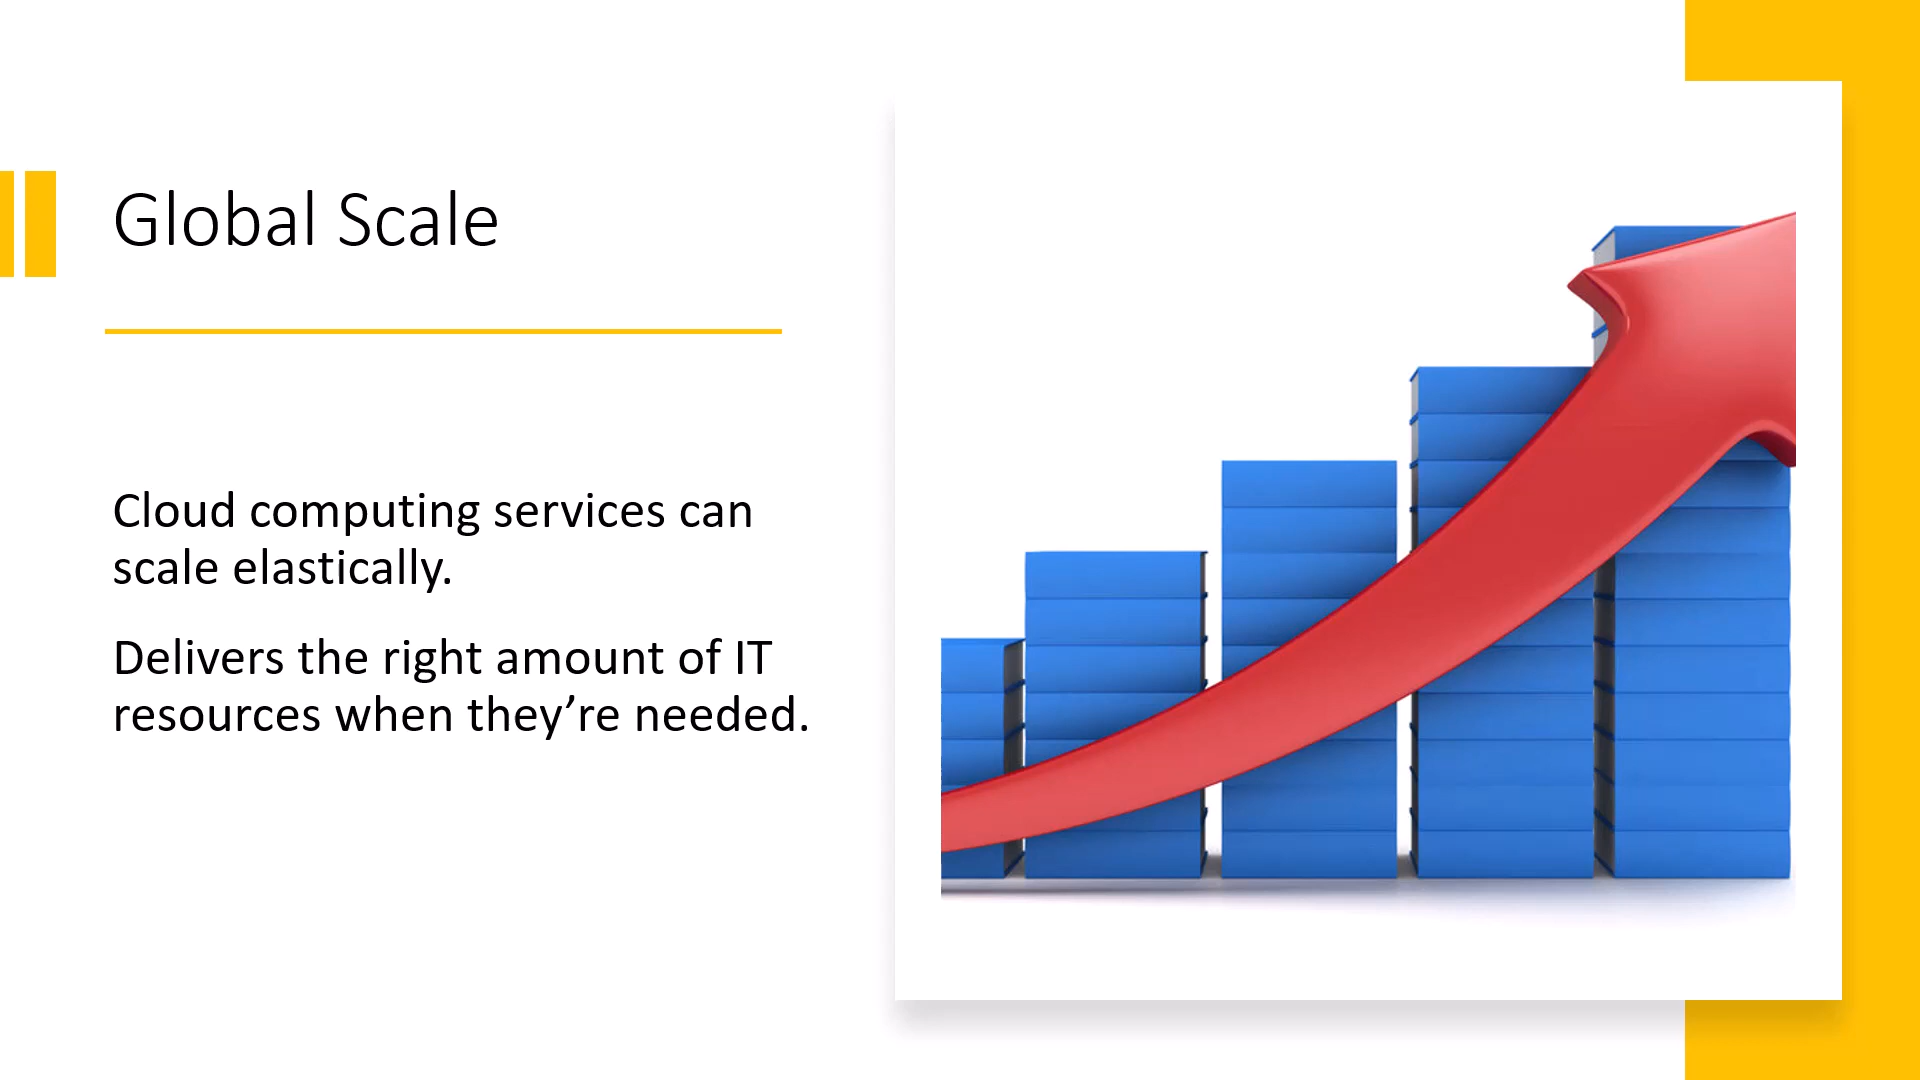 Global Scale
Cloud computing services can
scale elastically.
Delivers the right amount of IT
resources when they’re needed.